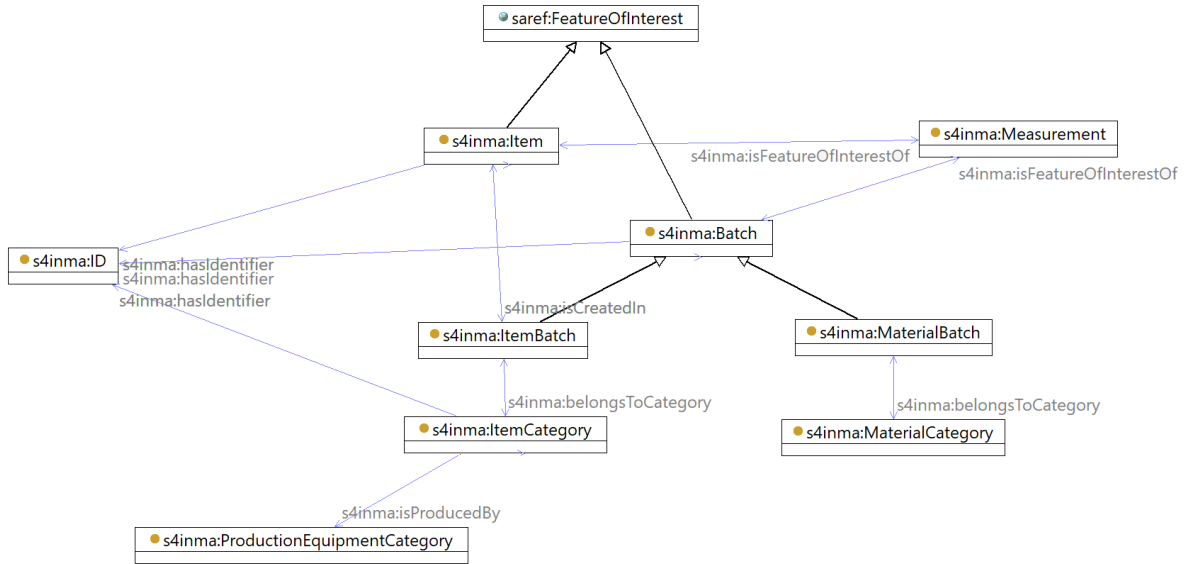 saref:FeatureOfInterest
s4inma:Item
s4inma:Measurement
s4inma:isFeatureOfInterestOf
s4inma:isFeatureOfInterestOf
s4inma:Batch
s4inma:ID
s4inma:hasIdentifier
s4inma:hasIdentifier
s4inma:hasIdentifier
s4inma:isCreatedIn
s4inma:ItemBatch
s4inma:MaterialBatch
s4inma:belongsToCategory
s4inma:belongsToCategory
s4inma:ItemCategory
s4inma:MaterialCategory
s4inma:isProducedBy
s4inma:ProductionEquipmentCategory